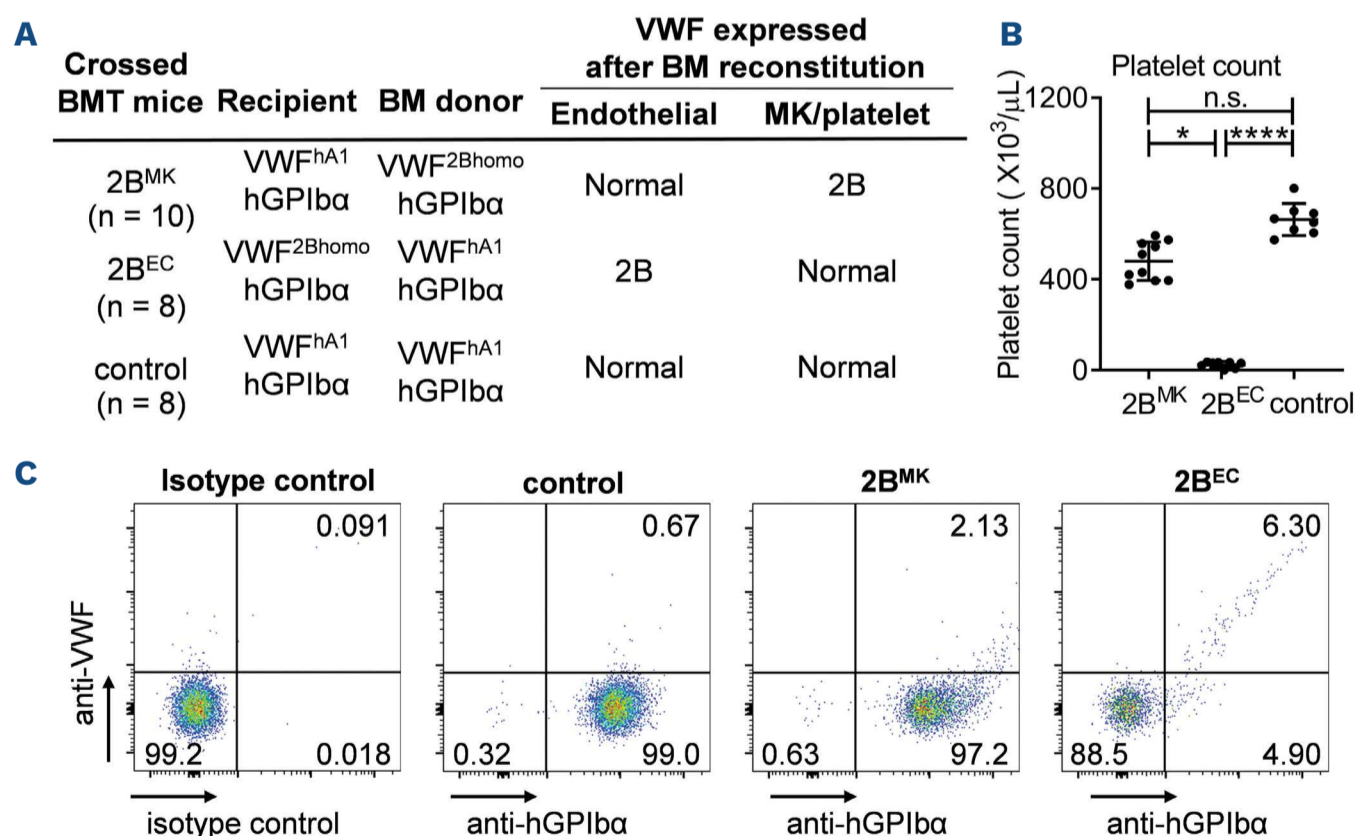 A
Crossed
BMT mice
Recipient
BM donor
VWF expressed
after BM reconstitution
Endothelial
MK/platelet
2B^MK
(n = 10)
VWF^hA1
hGPIbα
VWF^2Bhomo
hGPIbα
Normal
2B
2B^EC
(n = 8)
VWF^2Bhomo
hGPIbα
VWF^hA1
hGPIbα
2B
Normal
control
(n = 8)
VWF^hA1
hGPIbα
VWF^hA1
hGPIbα
Normal
Normal
B
Platelet count
Platelet count ( X10^3/μL)
1200
800
400
0
n.s.
*
****
2B^MK
2B^EC
control
C
Isotype control
control
2B^MK
2B^EC
anti-VWF
0.091
99.2
0.018
0.67
0.32
99.0
2.13
0.63
97.2
6.30
88.5
4.90
isotype control
anti-hGPIbα
anti-hGPIbα
anti-hGPIbα